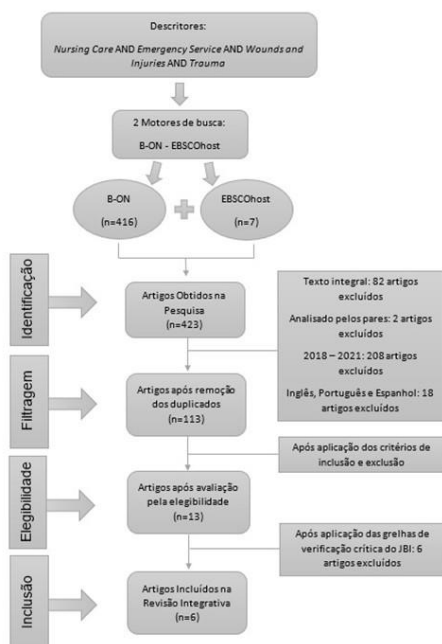 Descritores:
Nursing Care AND Emergency Service AND Wounds and
Injuries AND Trauma
2 Motores de busca:
B-ON - EBSCOhost
B-ON
(n=416)
EBSCOhost
(n=7)
Identificação
Artigos Obtidos na
Pesquisa
(n=423)
Texto integral: 82 artigos
excluídos
Analisado pelos pares: 2 artigos
excluídos
2018 – 2021: 208 artigos
excluídos
Inglês, Português e Espanhol: 18
artigos excluídos
Filtragem
Artigos após remoção
dos duplicados
(n=113)
Após aplicação dos critérios de
inclusão e exclusão
Elegibilidade
Artigos após avaliação
pela elegibilidade
(n=13)
Após aplicação das grelhas de
verificação crítica do JBI: 6
artigos excluídos
Inclusão
Artigos Incluídos na
Revisão Integrativa
(n=6)